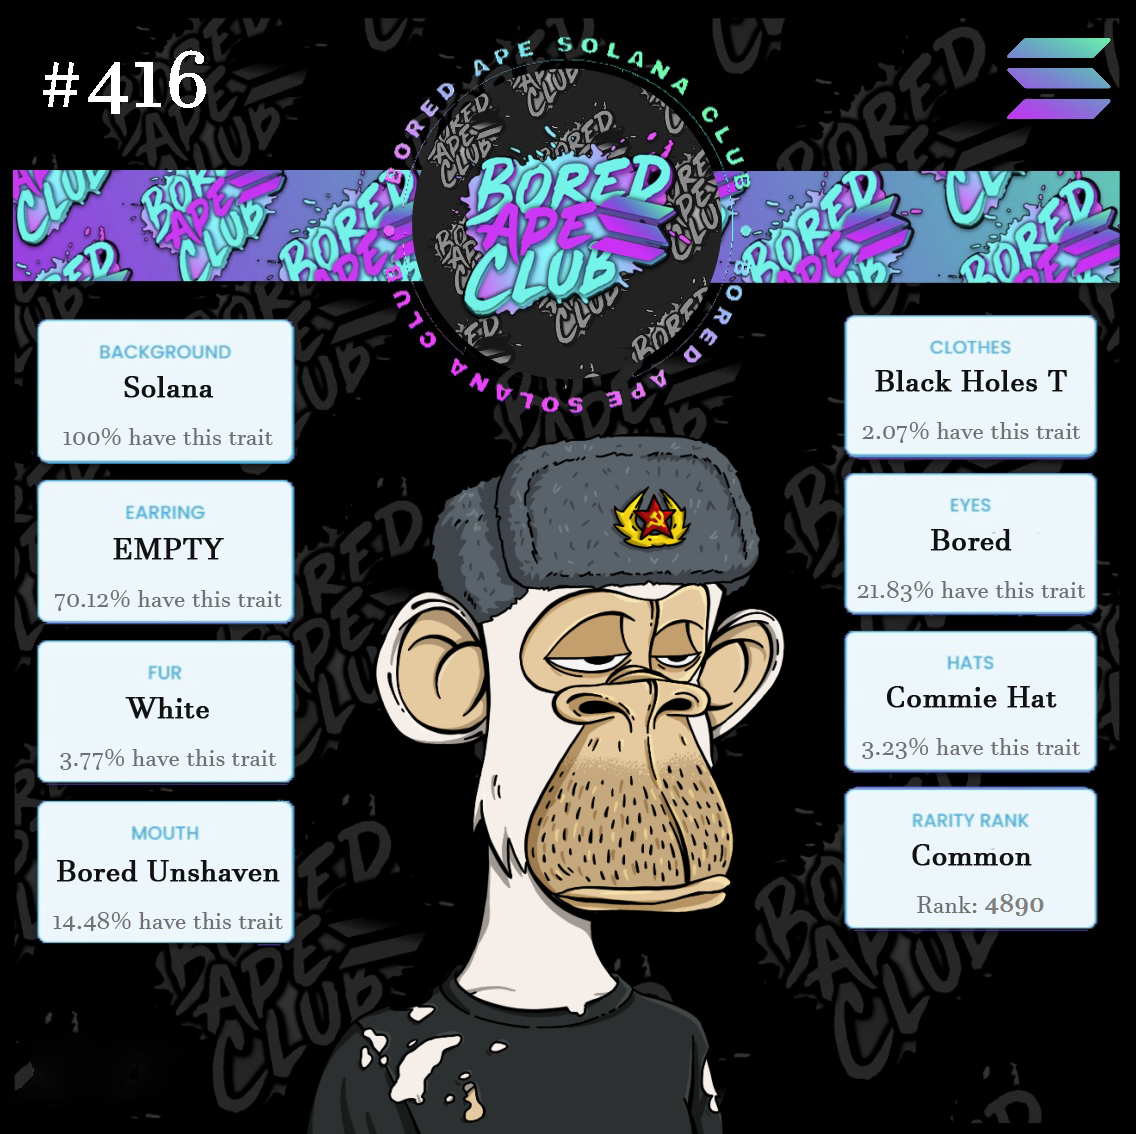 #416
BORED APE SOLANA CLUB
BORED APE SOLANA CLUB
BORED
APE
CLUB
BACKGROUND
Solana
100% have this trait
EARRING
EMPTY
70.12% have this trait
FUR
White
3.77% have this trait
MOUTH
Bored Unshaven
14.48% have this trait
CLOTHES
Black Holes T
2.07% have this trait
EYES
Bored
21.83% have this trait
HATS
Commie Hat
3.23% have this trait
RARITY RANK
Common
Rank: 4890